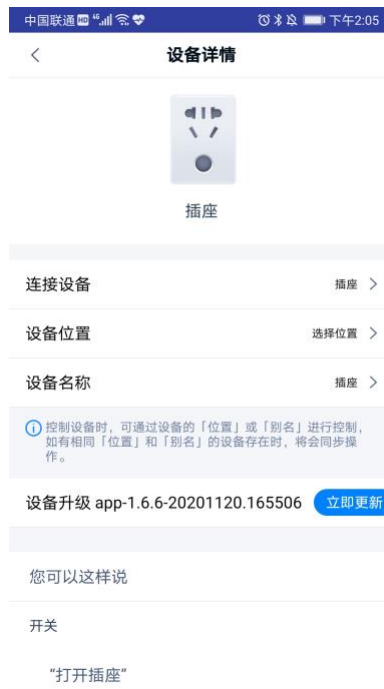 中国联通 HD 46 下午2:05
设备详情
插座
连接设备 插座
设备位置 选择位置
设备名称 插座
控制设备时，可通过设备的「位置」或「别名」进行控制，
如有相同「位置」和「别名」的设备存在时，将会同步操
作。
设备升级 app-1.6.6-20201120.165506 立即更新
您可以这样说
开关
“打开插座“